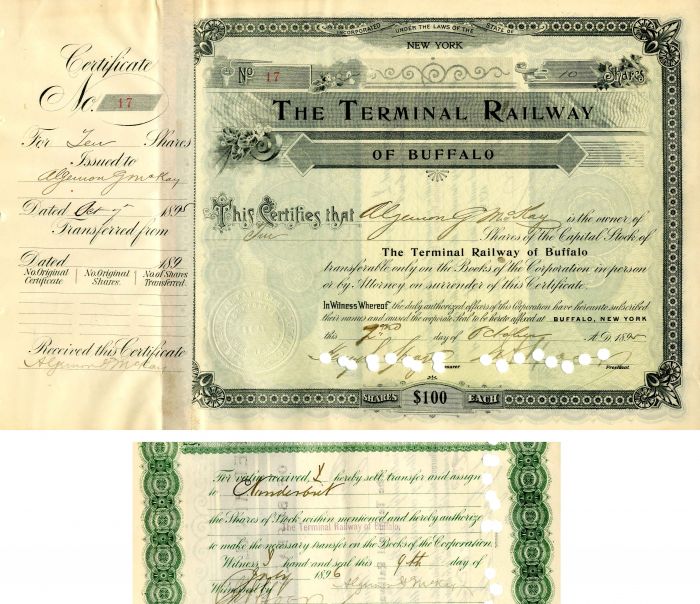 Certificate
No. 17
For Ten Shares
Issued to
Algernon G McKay
Dated Oct 1895
Transferred from
Dated 189
No. Original Certificate No. Original Shares. No. of Shares Transferred.
Received this Certificate
Algernon G McKay
INCORPORATED UNDER THE LAWS OF THE STATE OF
NEW YORK
No 17 10 Shares
THE TERMINAL RAILWAY
OF BUFFALO
This Certifies that Algernon G McKay is the owner of
Ten Shares of the Capital Stock of
The Terminal Railway of Buffalo
transferable only on the Books of the Corporation in person
or by Attorney on surrender of this Certificate.
In Witness Whereof the duly authorized officers of this Corporation have hereunto subscribed
their names and caused the corporate Seal to be hereto affixed at BUFFALO, NEW YORK
this 2nd day of October A.D. 1895
President.
SHARES $100 EACH
For value received, I hereby sell, transfer and assign
to
the Shares of Stock within mentioned and hereby authorize
The Terminal Railway of Buffalo,
to make the necessary transfer on the Books of the Corporation.
Witness my hand and seal this 9th day of
1896 Algernon G McKay
Witnessed by